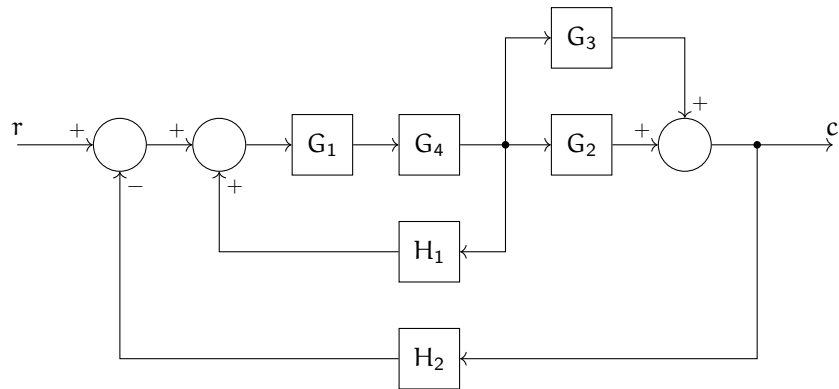 G₃
+
r + + G₁ G₄ + G₂ c
− + H₁
H₂